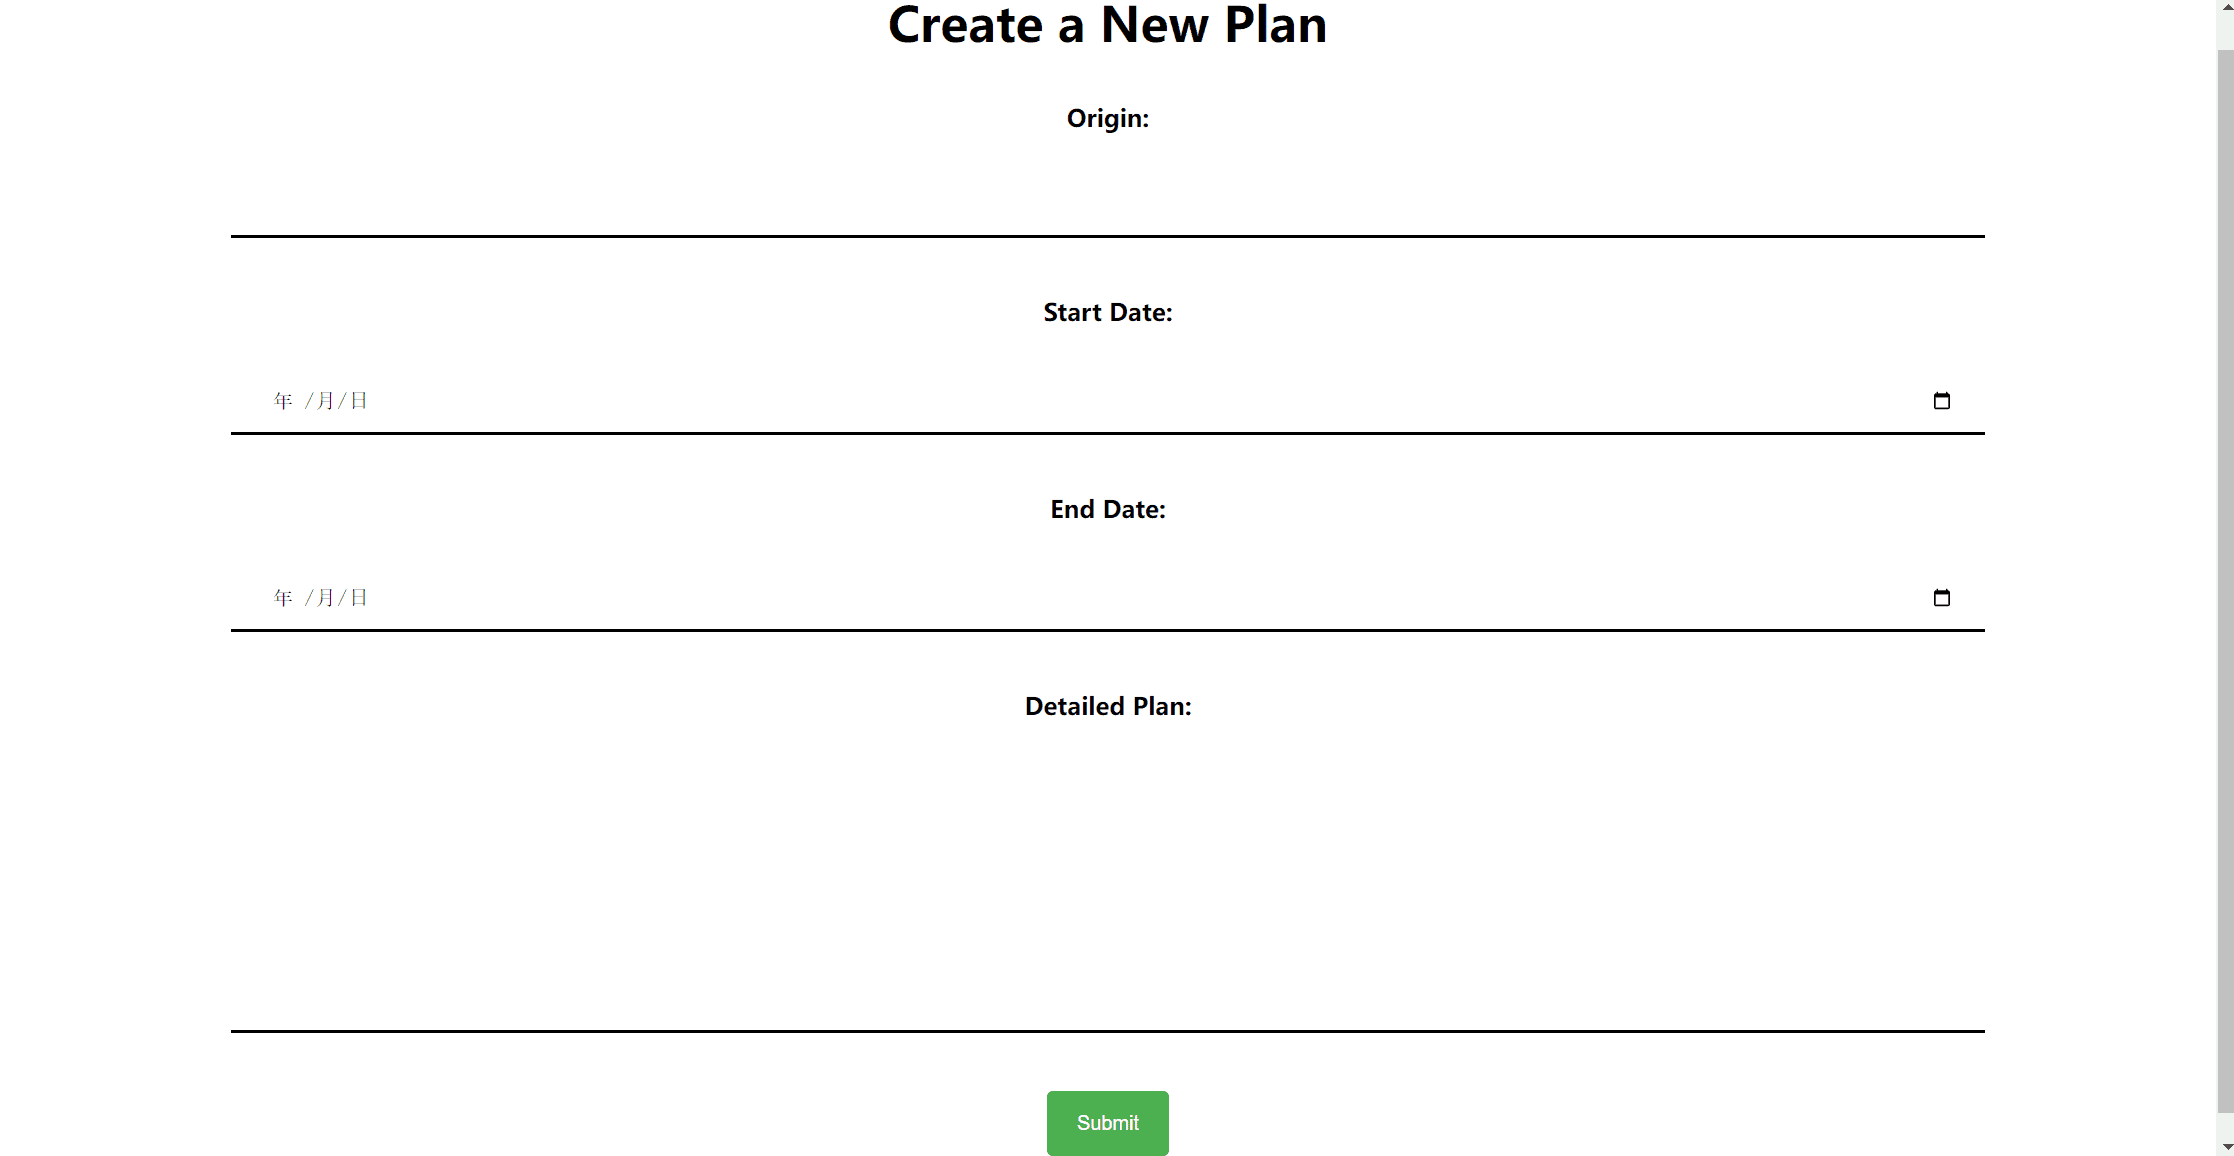 Create a New Plan
Origin:
Start Date:
年 /月/日
End Date:
年 /月/日
Detailed Plan:
Submit